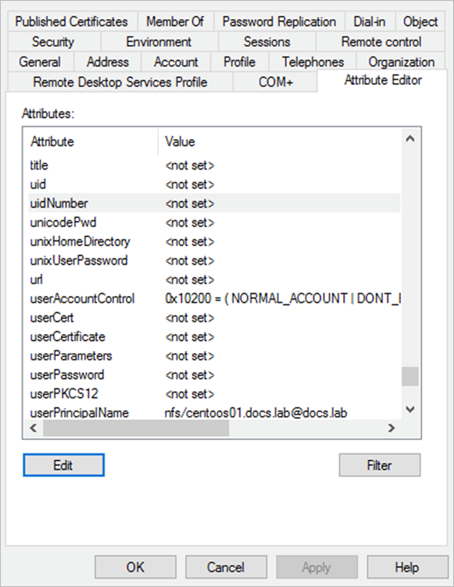 Published Certificates Member Of Password Replication Dial-in Object
Security Environment Sessions Remote control
General Address Account Profile Telephones Organization
Remote Desktop Services Profile COM+ Attribute Editor
Attributes:
Attribute Value
title <not set>
uid <not set>
uidNumber <not set>
unicodePwd <not set>
unixHomeDirectory <not set>
unixUserPassword <not set>
url <not set>
userAccountControl 0x10200 = ( NORMAL_ACCOUNT | DONT_
userCert <not set>
userCertificate <not set>
userParameters <not set>
userPassword <not set>
userPKCS12 <not set>
userPrincipalName nfs/centoos01.docs.lab@docs.lab
Edit Filter
OK Cancel Apply Help